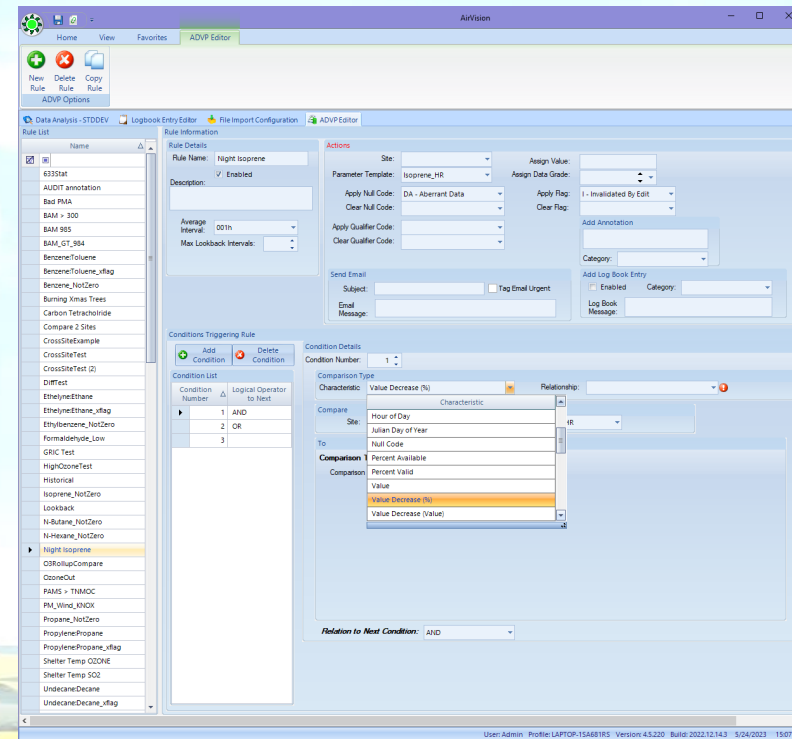 AirVision
Home View Favorites ADVP Editor
New Rule
Delete Rule
Copy Rule
ADVP Options
Data Analysis - STDDEV Logbook Entry Editor File Import Configuration ADVP Editor
Rule List
Name
633Stat
AUDIT annotation
Bad PMA
BAM > 300
BAM 985
BAM_GT_984
Benzene:Toluene
Benzene:Toluene_xflag
Benzene_NotZero
Burning Xmas Trees
Carbon Tetracholride
Compare 2 Sites
CrossSiteExample
CrossSiteTest
CrossSiteTest (2)
DiffTest
Ethelyne:Ethane
Ethelyne:Ethane_xflag
Ethylbenzene_NotZero
Formaldehyde_Low
GRIC Test
HighOzoneTest
Historical
Isoprene_NotZero
Lookback
N-Butane_NotZero
N-Hexane_NotZero
Night Isoprene
O3RollupCompare
OzoneOut
PAMS > TNMOC
PM_Wind_KNOX
Propane_NotZero
Propylene:Propane
Propylene:Propane_xflag
Shelter Temp OZONE
Shelter Temp SO2
Undecane:Decane
Undecane:Decane_xflag
Rule Information
Rule Details
Rule Name: Night Isoprene
Enabled
Description:
Average Interval: 001h
Max Lookback Intervals:
Actions
Site:
Parameter Template: Isoprene_HR
Apply Null Code: DA - Aberrant Data
Clear Null Code:
Apply Qualifier Code:
Clear Qualifier Code:
Assign Value:
Assign Data Grade:
Apply Flag: I - Invalidated By Edit
Clear Flag:
Add Annotation
Category:
Send Email
Subject: Tag Email Urgent
Email Message:
Add Log Book Entry
Enabled Category:
Log Book Message:
Conditions Triggering Rule
Add Condition
Delete Condition
Condition List
Condition Number Logical Operator to Next
1 AND
2 OR
3
Condition Details
Condition Number: 1
Comparison Type
Characteristic Value Decrease (%) Relationship:
Characteristic
Hour of Day
Julian Day of Year
Null Code
Percent Available
Percent Valid
Value
Value Decrease (%)
Value Decrease (Value)
Compare
Site:
HR
To
Comparison
Comparison
Relation to Next Condition: AND
User: Admin Profile: LAPTOP-1SA681RS Version: 4.5.220 Build: 2022.12.14.3 5/24/2023 15:07